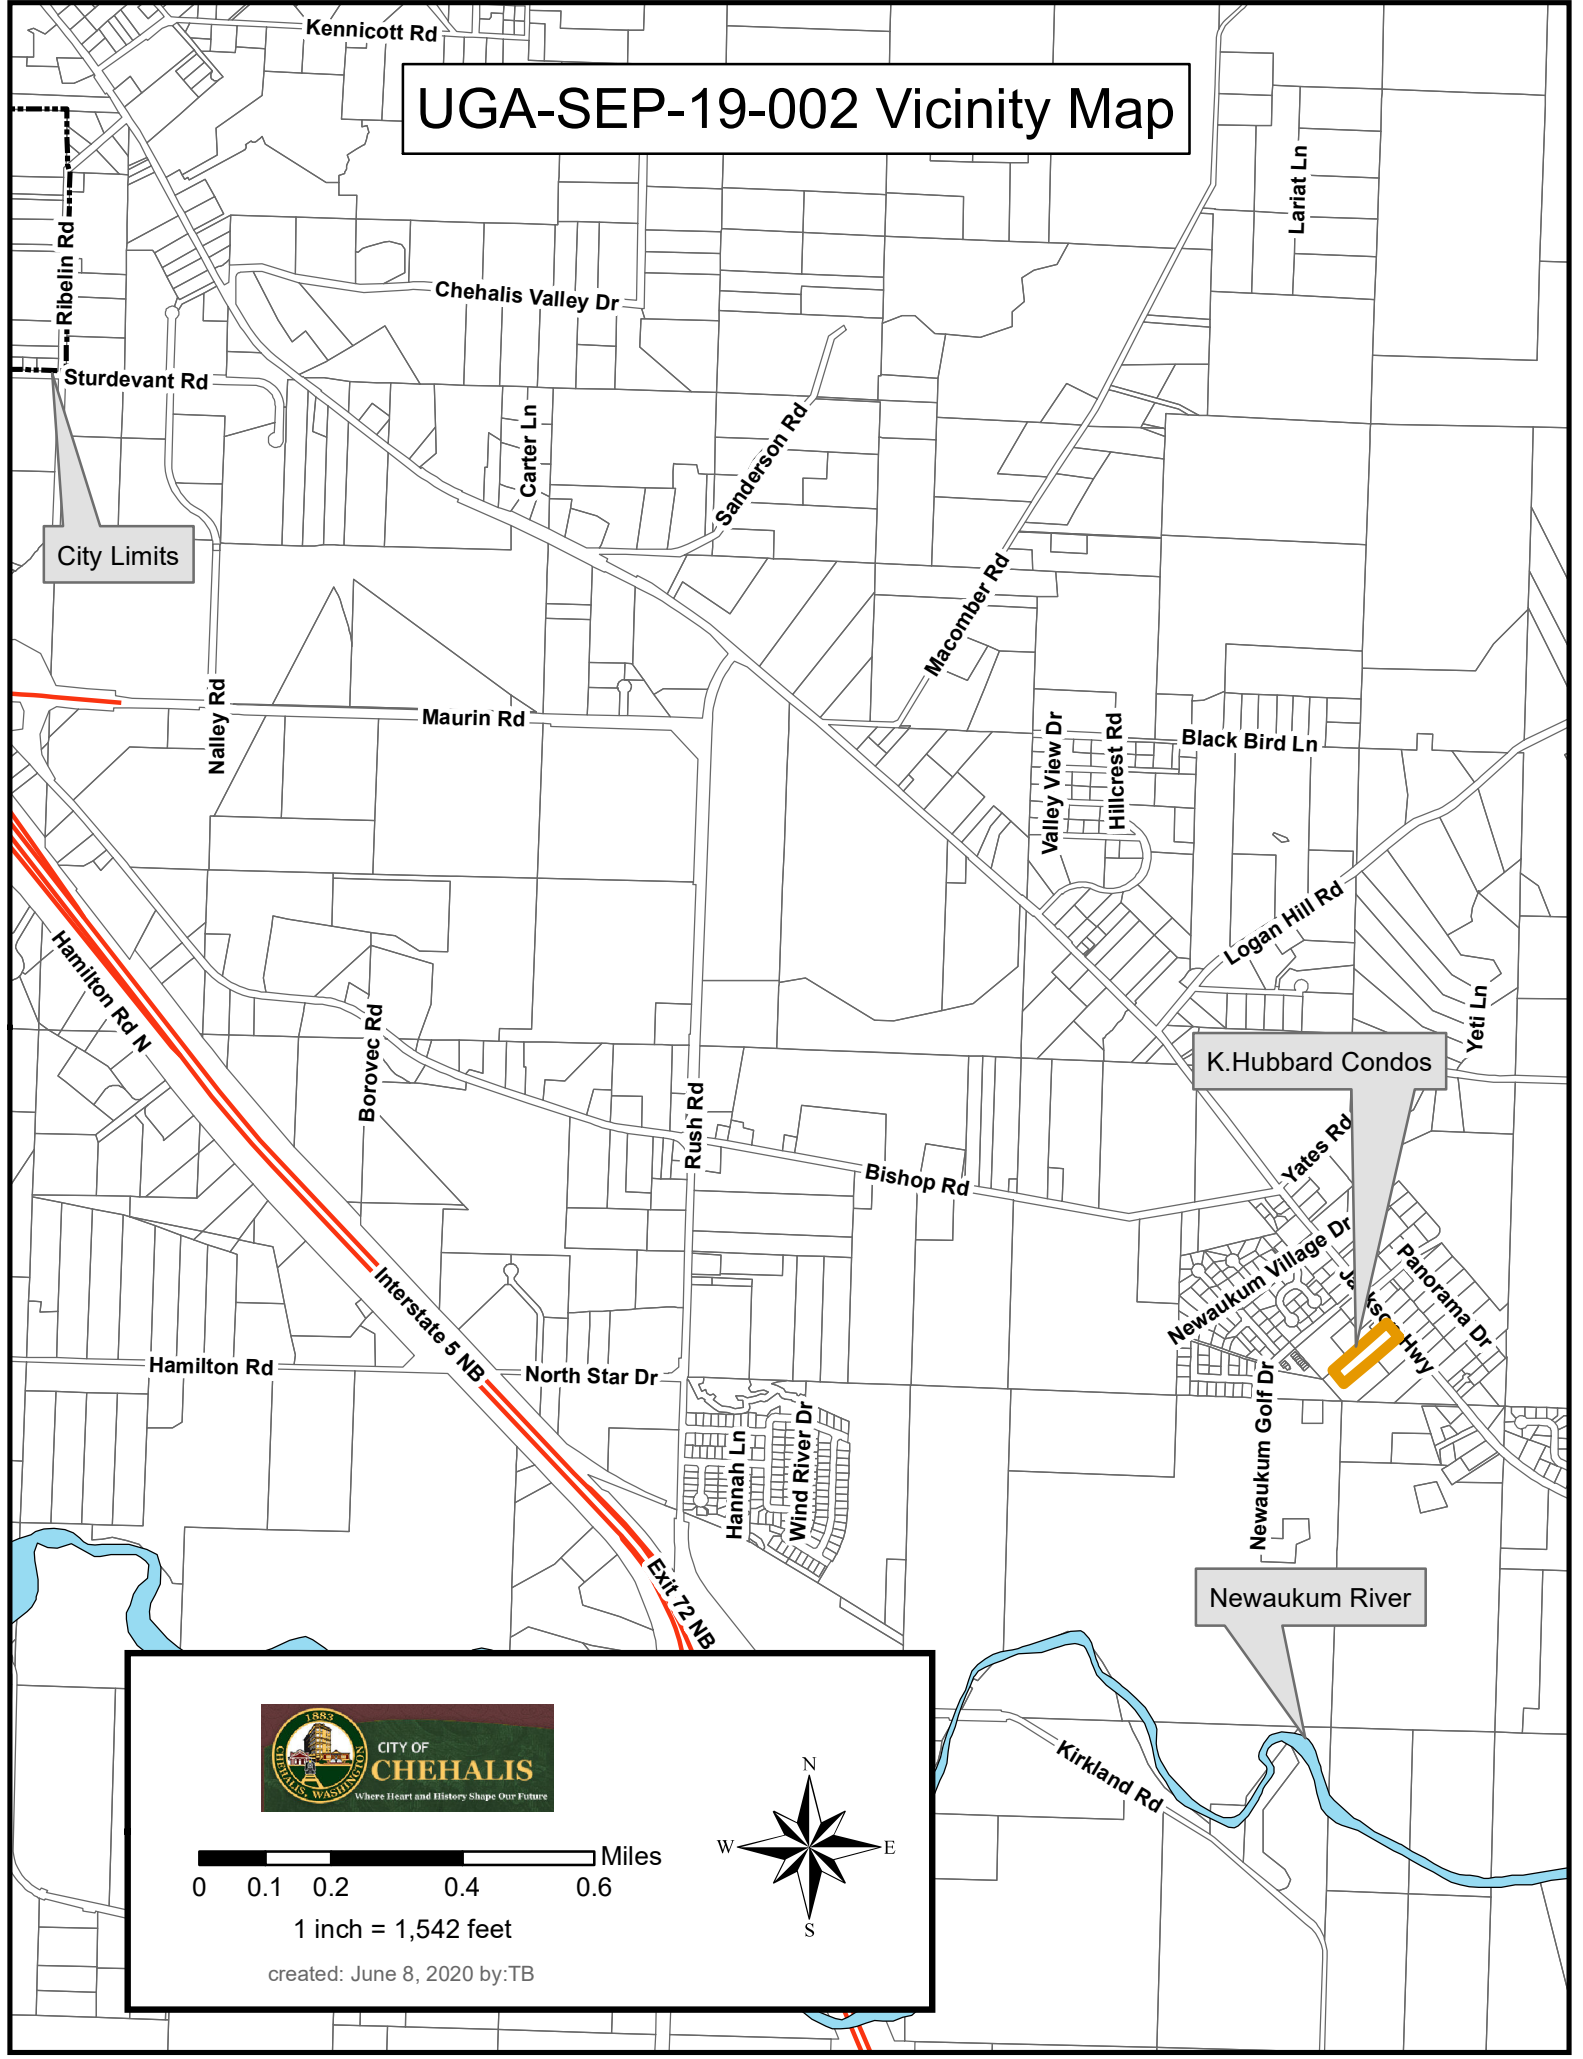 Kennicott Rd
UGA-SEP-19-002 Vicinity Map
Lariat Ln
Ribelin Rd
Chehalis Valley Dr
Sturdevant Rd
Carter Ln
Sanderson Rd
City Limits
Macomber Rd
Nalley Rd
Maurin Rd
Valley View Dr
Hillcrest Rd
Black Bird Ln
Logan Hill Rd
Hamilton Rd N
Borovec Rd
Yeti Ln
K.Hubbard Condos
Rush Rd
Yates Rd
Bishop Rd
Newaukum Village Dr
Panorama Dr
Hwy
Interstate 5 NB
Hamilton Rd
North Star Dr
Newaukum Golf Dr
Hannah Ln
Wind River Dr
Exit 72 NB
Newaukum River
Kirkland Rd
1883
CHEHALIS, WASHINGTON
CITY OF
CHEHALIS
Where Heart and History Shape Our Future
N
W
E
S
Miles
0 0.1 0.2 0.4 0.6
1 inch = 1,542 feet
created: June 8, 2020 by:TB